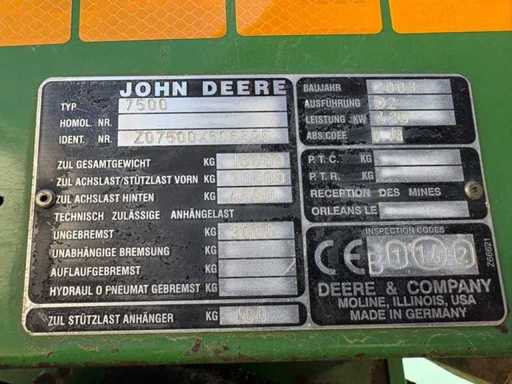 JOHN DEERE
TYP 7500
HOMOL. NR.
IDENT. NR.
ZUL GESAMTGEWICHT KG
ZUL ACHSLAST/STÜTZLAST VORN KG
ZUL ACHSLAST HINTEN KG
TECHNISCH ZULÄSSIGE ANHÄNGELAST
UNGEBREMST KG
UNABHÄNGIGE BREMSUNG KG
AUFLAUFGEBREMST KG
HYDRAUL O PNEUMAT GEBREMST KG
ZUL STÜTZLAST ANHÄNGER KG
BAUJAHR 2003
AUSFÜHRUNG
LEISTUNG KW
ABS.COEF.
P. T. C. KG
P. T. R. KG
RECEPTION DES MINES
ORLEANS LE
INSPECTION CODES
CE
DEERE & COMPANY
MOLINE, ILLINOIS, USA
MADE IN GERMANY
Z66621